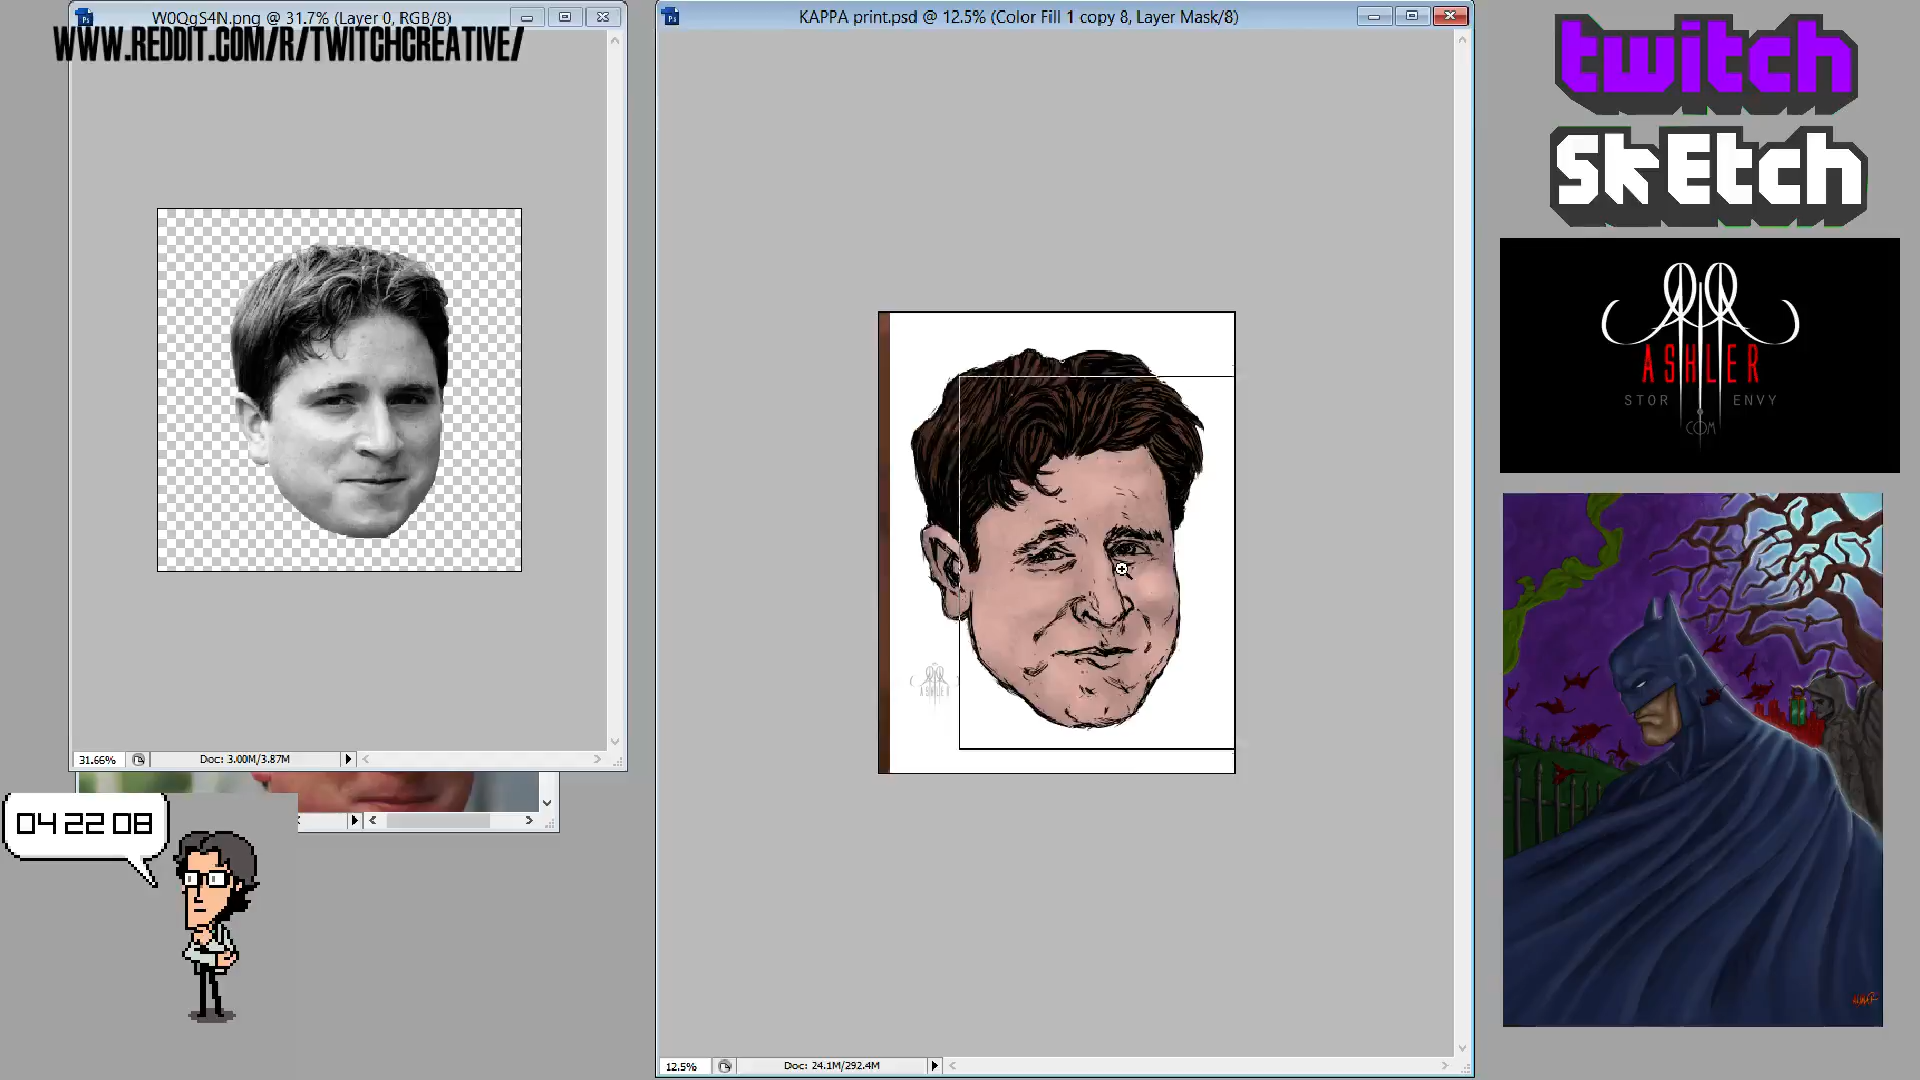 W0QgS4N.png @ 31.7% (Layer 0, RGB/8)
WWW.REDDIT.COM/R/TWITCHCREATIVE/
31.66%
Doc: 3.00M/3.87M
04 22 08
KAPPA print.psd @ 12.5% (Color Fill 1 copy 8, Layer Mask/8)
ASHLER
12.5%
Doc: 24.1M/292.4M
twitch
SkEtch
ASHLER
STOR ENVY
COM